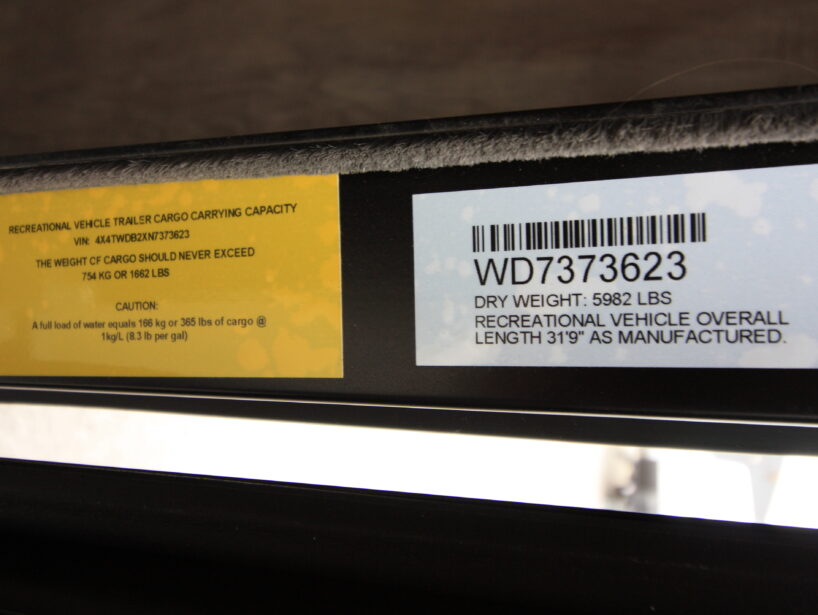 RECREATIONAL VEHICLE TRAILER CARGO CARRYING CAPACITY
VIN: 4X4TWDB2XN7373623
THE WEIGHT OF CARGO SHOULD NEVER EXCEED
754 KG OR 1662 LBS
CAUTION:
A full load of water equals 166 kg or 365 lbs of cargo @
1kg/L (8.3 lb per gal)
WD7373623
DRY WEIGHT: 5982 LBS
RECREATIONAL VEHICLE OVERALL
LENGTH 31'9" AS MANUFACTURED.